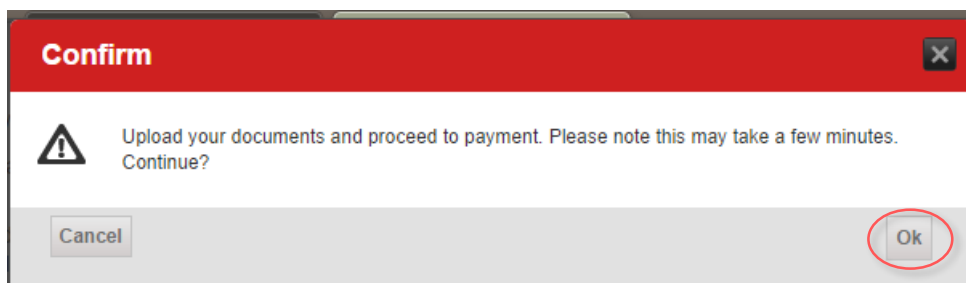 Confirm
Upload your documents and proceed to payment. Please note this may take a few minutes.
Continue?
Cancel
Ok